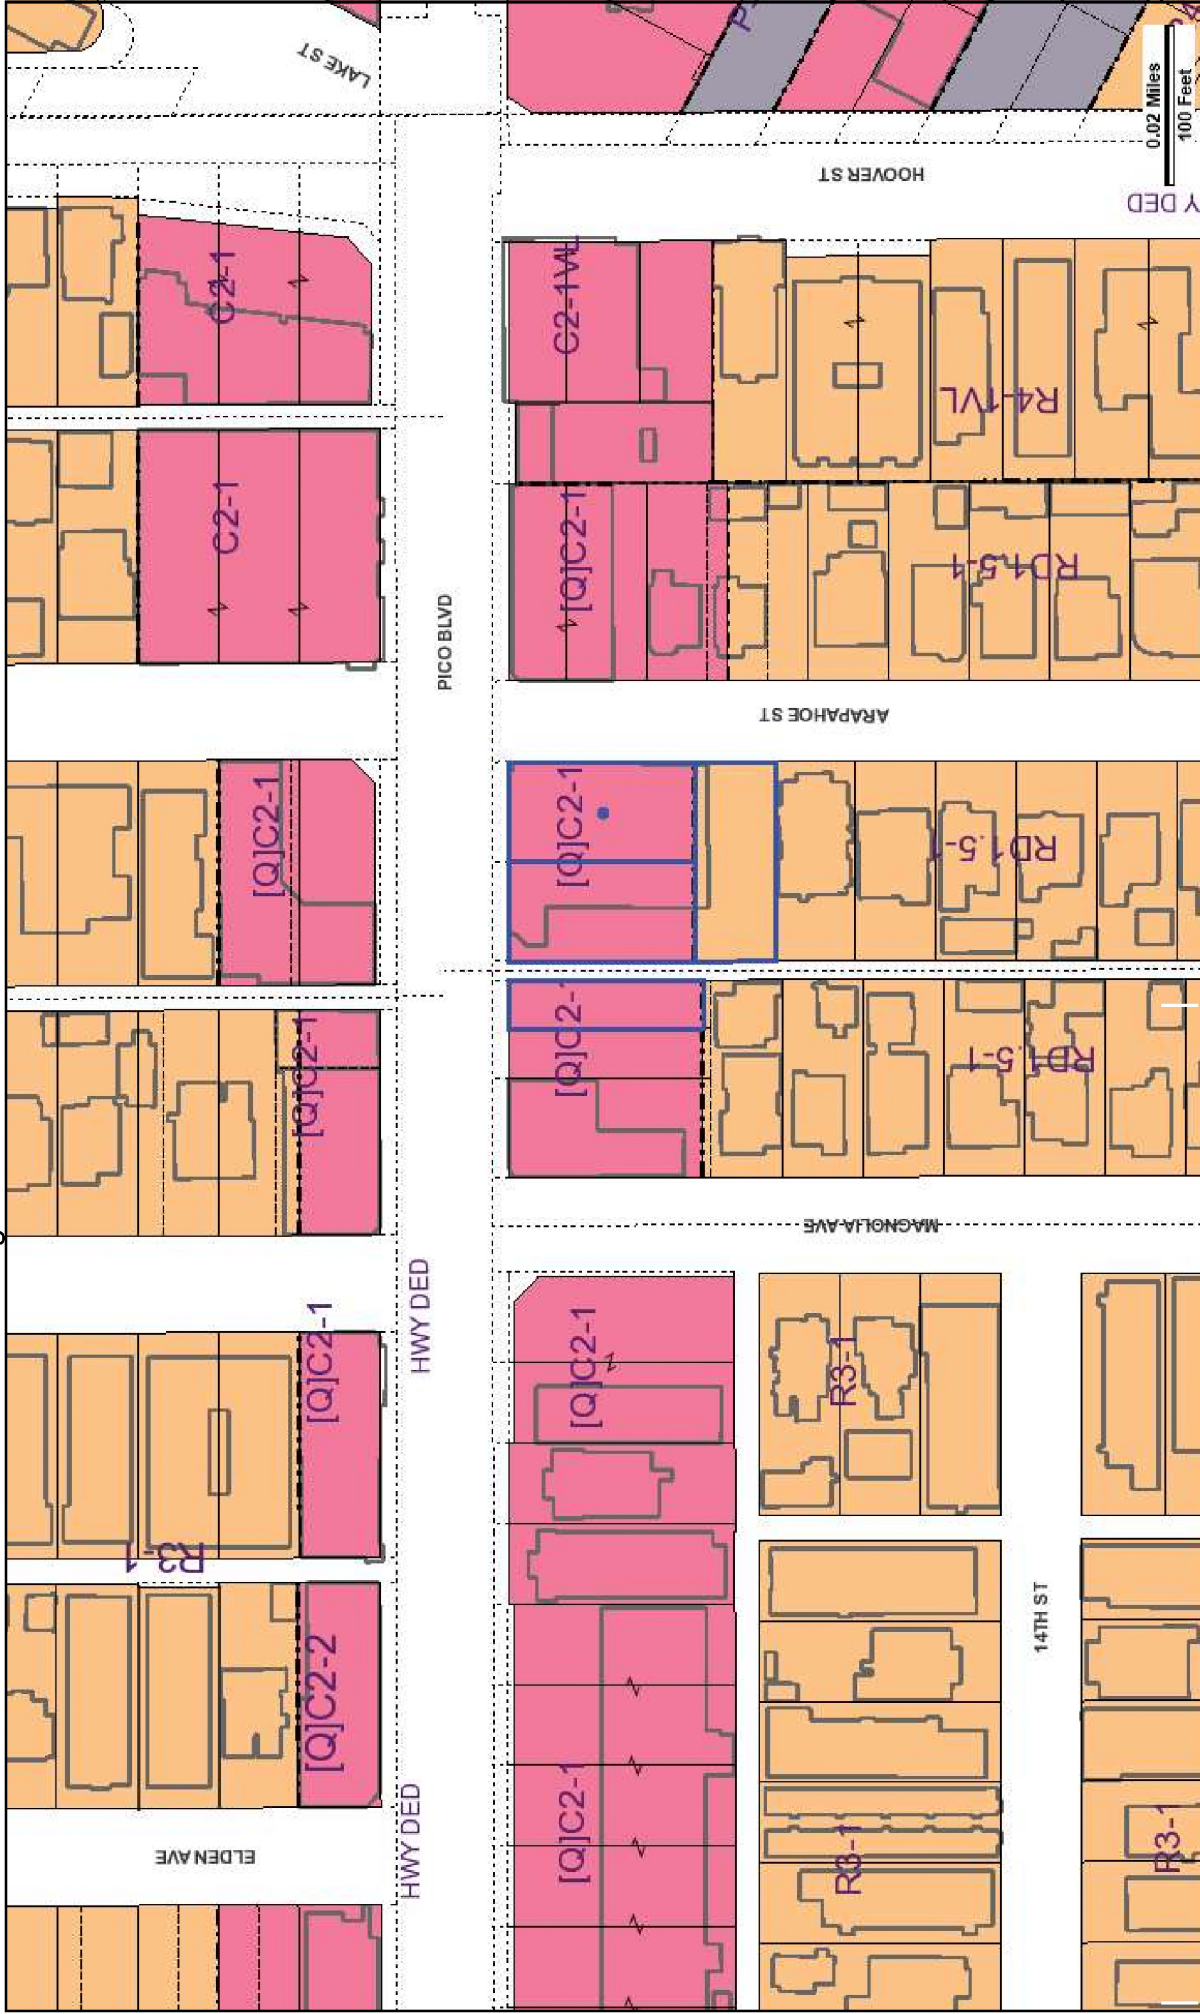 LAKE ST
P
0.02 Miles
100 Feet
HOOVER ST
Y DED
C2-1
C2-1VL
R4-1VL
C2-1
[Q]C2-1
RD1.5-1
PICO BLVD
ARAPAHOE ST
[Q]C2-1
[Q]C2-1
RD1.5-1
[Q]C2-1
[Q]C2-1
RD1.5-1
MAGNOLIA AVE
HWY DED
[Q]C2-1
[Q]C2-1
R3-1
R3-1
14TH ST
[Q]C2-2
[Q]C2-1
R3-1
R3-1
ELDEN AVE
HWY DED